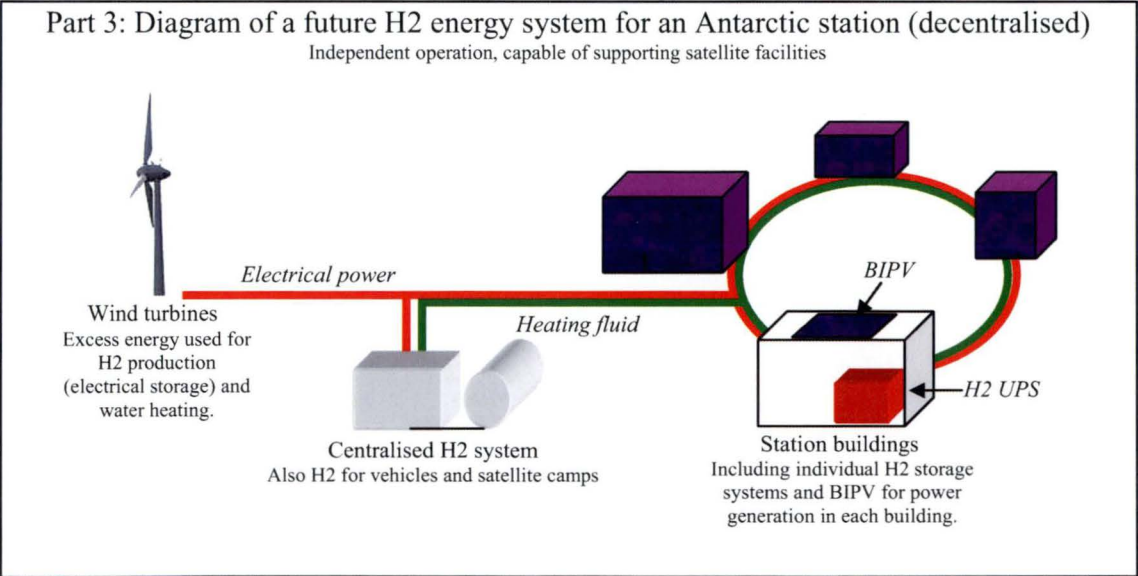 Part 3: Diagram of a future H2 energy system for an Antarctic station (decentralised)
Independent operation, capable of supporting satellite facilities
BIPV
Electrical power
Heating fluid
Wind turbines
Excess energy used for
H2 production
(electrical storage) and
water heating.
H2 UPS
Centralised H2 system
Also H2 for vehicles and satellite camps
Station buildings
Including individual H2 storage
systems and BIPV for power
generation in each building.